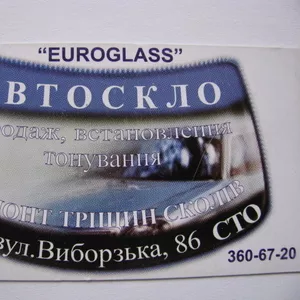 "EUROGLASS"
ВТОСКЛО
одаж, встановлення
тонування
ОНТ ТРІЩИН СКОЛІВ
вул.Виборзька, 86 СТО
360-67-20